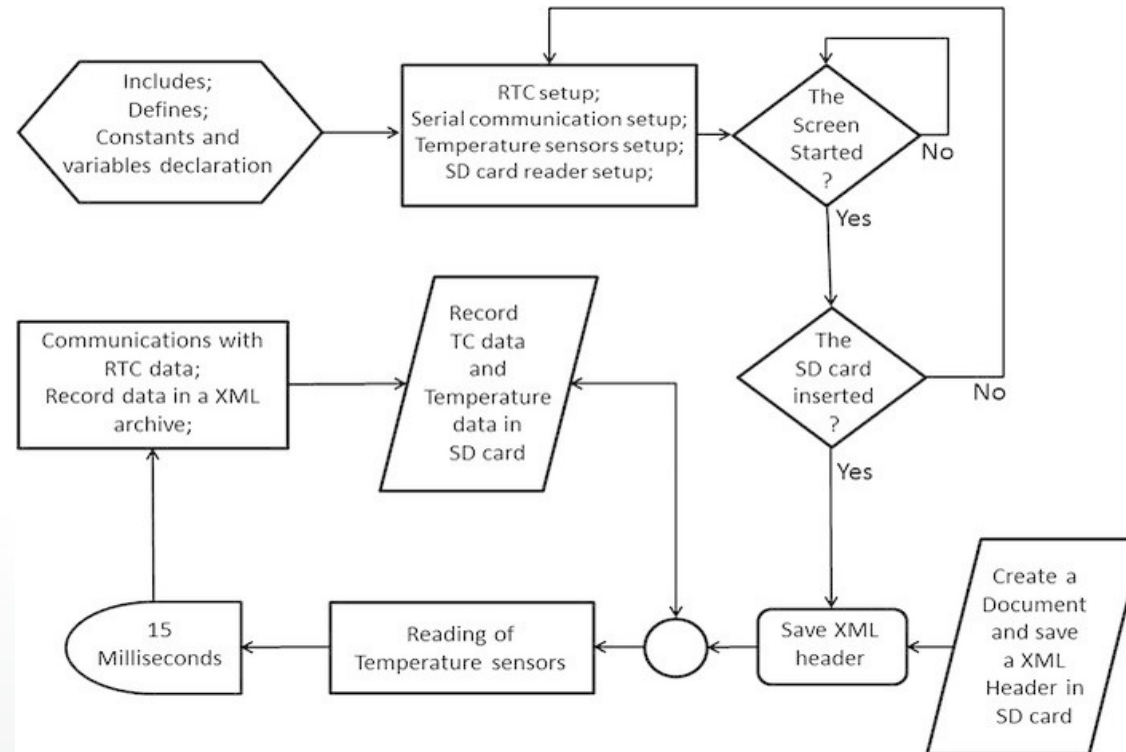 Includes;
Defines;
Constants and
variables declaration
RTC setup;
Serial communication setup;
Temperature sensors setup;
SD card reader setup;
The
Screen
Started
?
No
Yes
Communications with
RTC data;
Record data in a XML
archive;
Record
TC data
and
Temperature
data in
SD card
The
SD card
inserted
?
No
Yes
15
Milliseconds
Reading of
Temperature sensors
Save XML
header
Create a
Document
and save
a XML
Header in
SD card